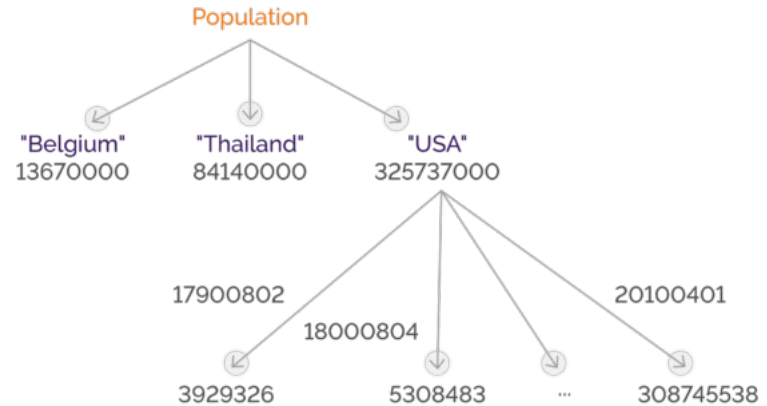 Population
"Belgium" "Thailand" "USA"
13670000 84140000 325737000
17900802 20100401
18000804
3929326 5308483 ... 308745538